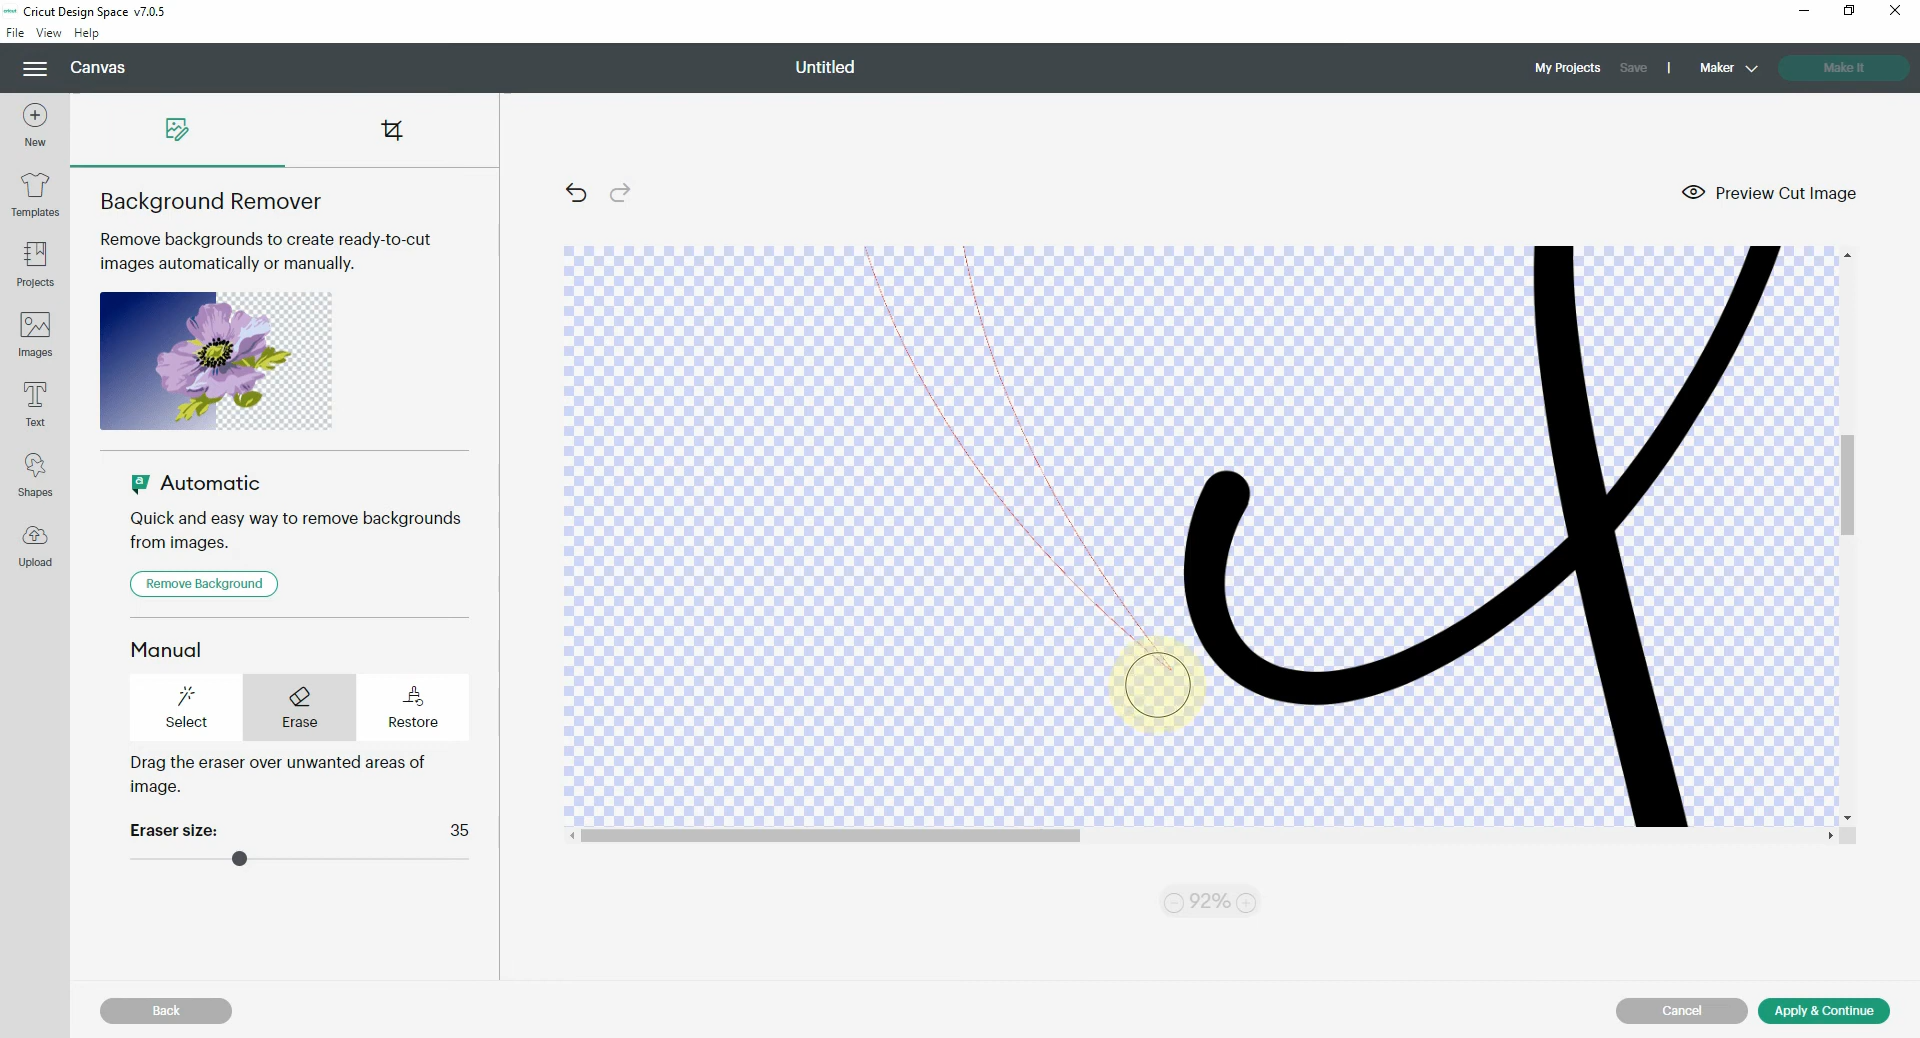 Cricut Design Space v7.0.5
File View Help
Canvas
Untitled
My Projects Save | Maker Make It
New
Templates
Projects
Images
Text
Shapes
Upload
Background Remover
Remove backgrounds to create ready-to-cut
images automatically or manually.
a Automatic
Quick and easy way to remove backgrounds
from images.
Remove Background
Manual
Select Erase Restore
Drag the eraser over unwanted areas of
image.
Eraser size: 35
Preview Cut Image
92%
Back
Cancel
Apply & Continue